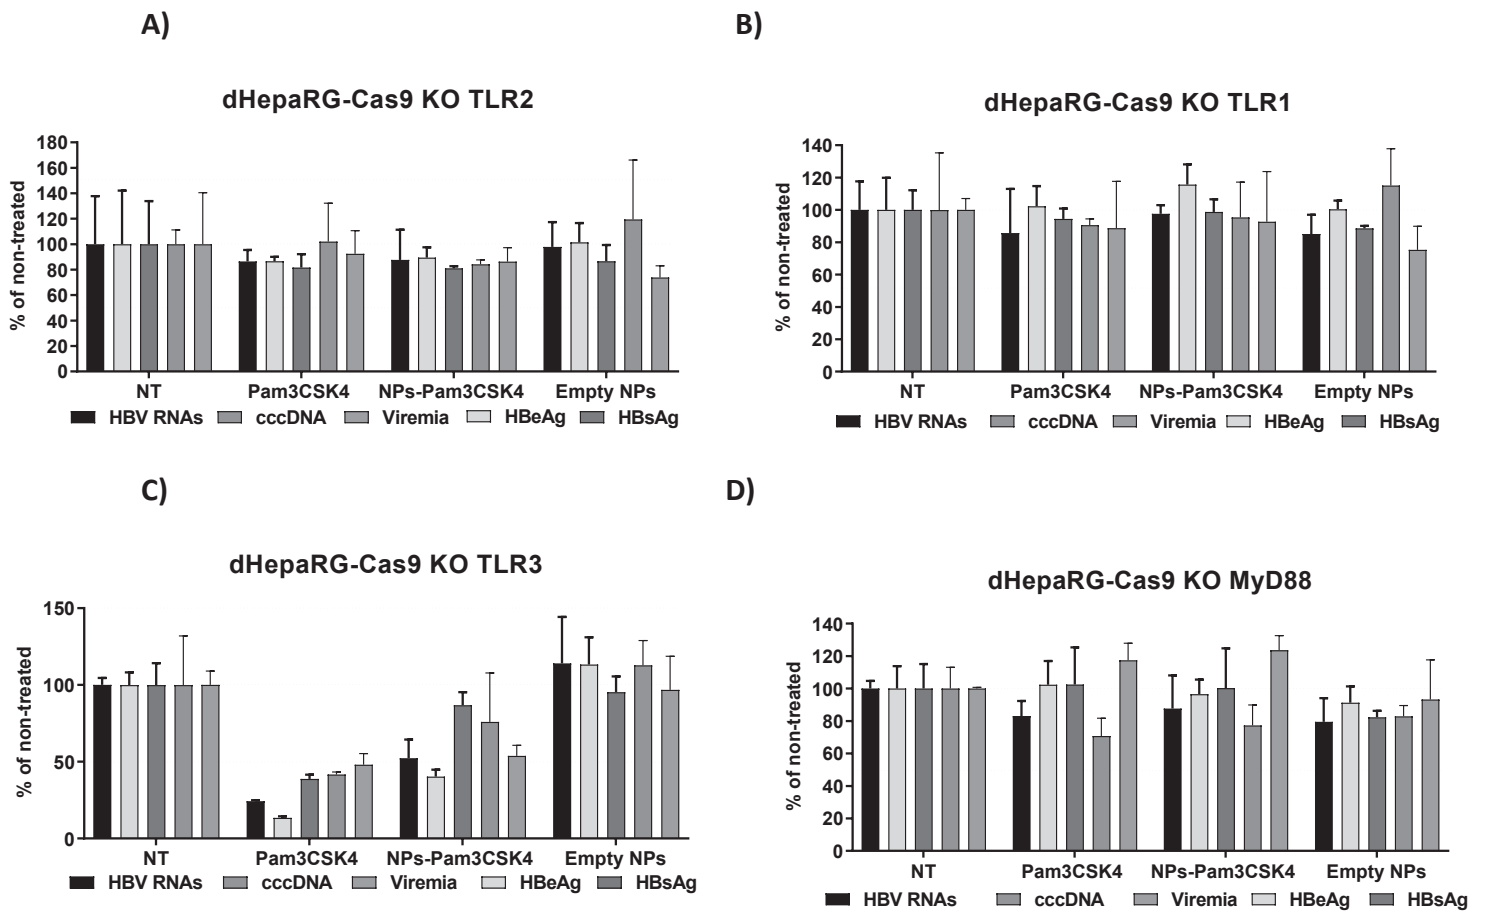 A)
dHepaRG-Cas9 KO TLR2
% of non-treated
180
160
140
120
100
80
60
40
20
0
NT Pam3CSK4 NPs-Pam3CSK4 Empty NPs
HBV RNAs cccDNA Viremia HBeAg HBsAg
B)
dHepaRG-Cas9 KO TLR1
% of non-treated
140
120
100
80
60
40
20
0
NT Pam3CSK4 NPs-Pam3CSK4 Empty NPs
HBV RNAs cccDNA Viremia HBeAg HBsAg
C)
dHepaRG-Cas9 KO TLR3
% of non-treated
150
100
50
0
NT Pam3CSK4 NPs-Pam3CSK4 Empty NPs
HBV RNAs cccDNA Viremia HBeAg HBsAg
D)
dHepaRG-Cas9 KO MyD88
% of non-treated
140
120
100
80
60
40
20
0
NT Pam3CSK4 NPs-Pam3CSK4 Empty NPs
HBV RNAs cccDNA Viremia HBeAg HBsAg